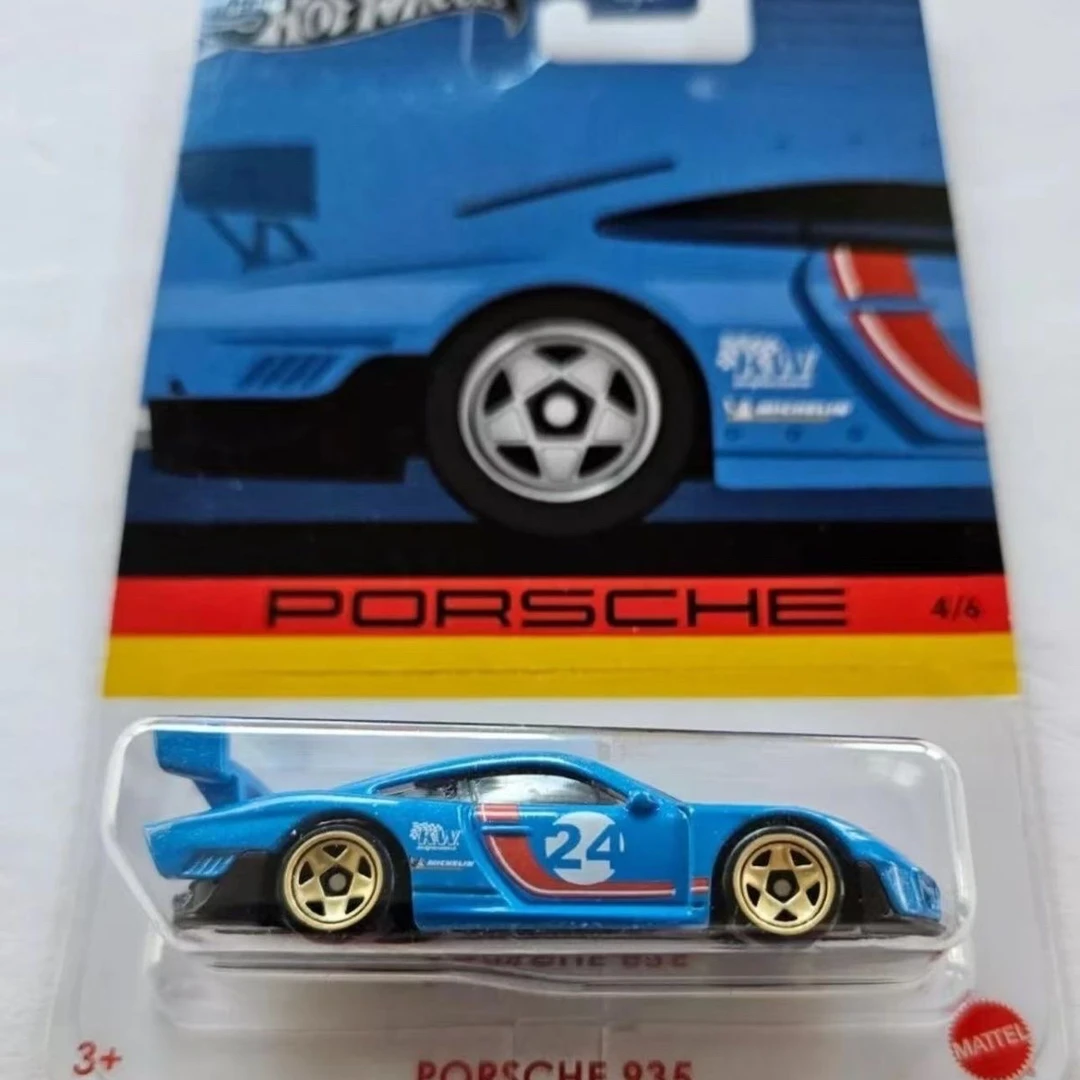 Hot Wheels
KW
MICHELIN
PORSCHE 4/6
KW
MICHELIN
24
3+
MATTEL
PORSCHE 935